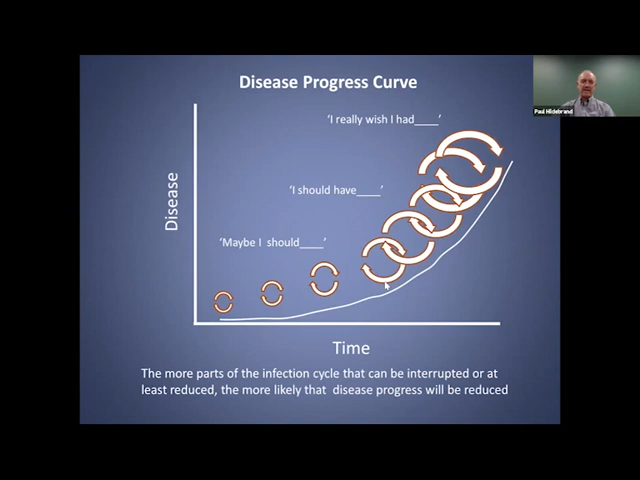 Disease Progress Curve
Paul Hildebrand
'I really wish I had____'
'I should have____'
'Maybe I should____'
Disease
Time
The more parts of the infection cycle that can be interrupted or at
least reduced, the more likely that disease progress will be reduced